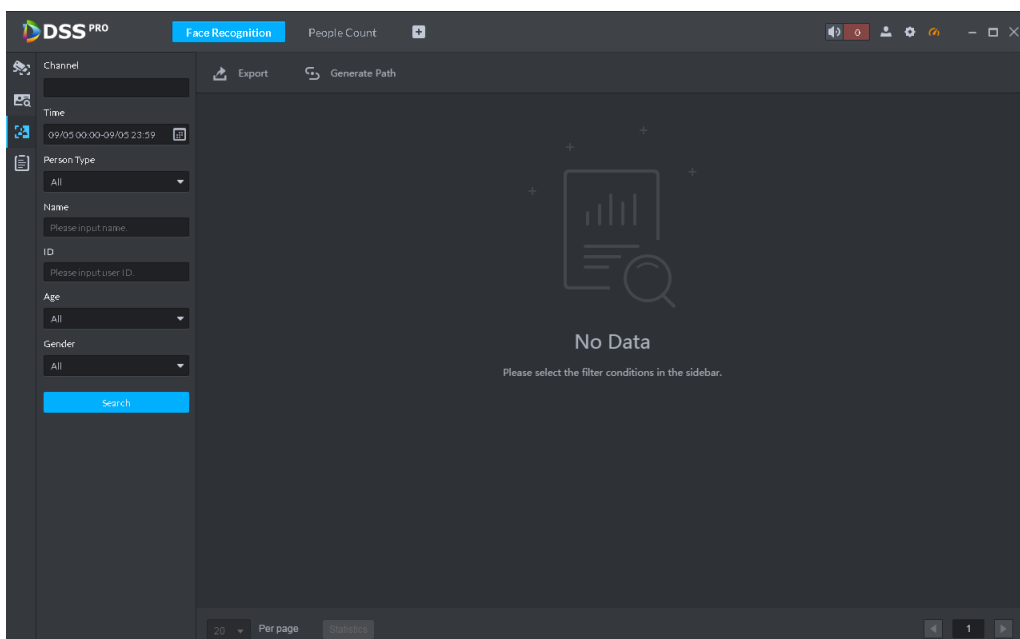 DSS PRO
Face Recognition
People Count
0
Channel
Time
09/05 00:00-09/05 23:59
Person Type
All
Name
Please input name.
ID
Please input user ID.
Age
All
Gender
All
Search
Export
Generate Path
No Data
Please select the filter conditions in the sidebar.
20
Per page
Statistics
1